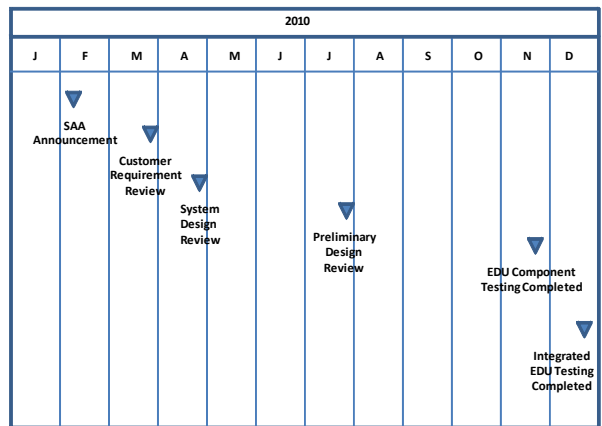 2010
J F M A M J J A S O N D
SAA
Announcement
Customer
Requirement
Review
System
Design
Review
Preliminary
Design
Review
EDU Component
Testing Completed
Integrated
EDU Testing
Completed